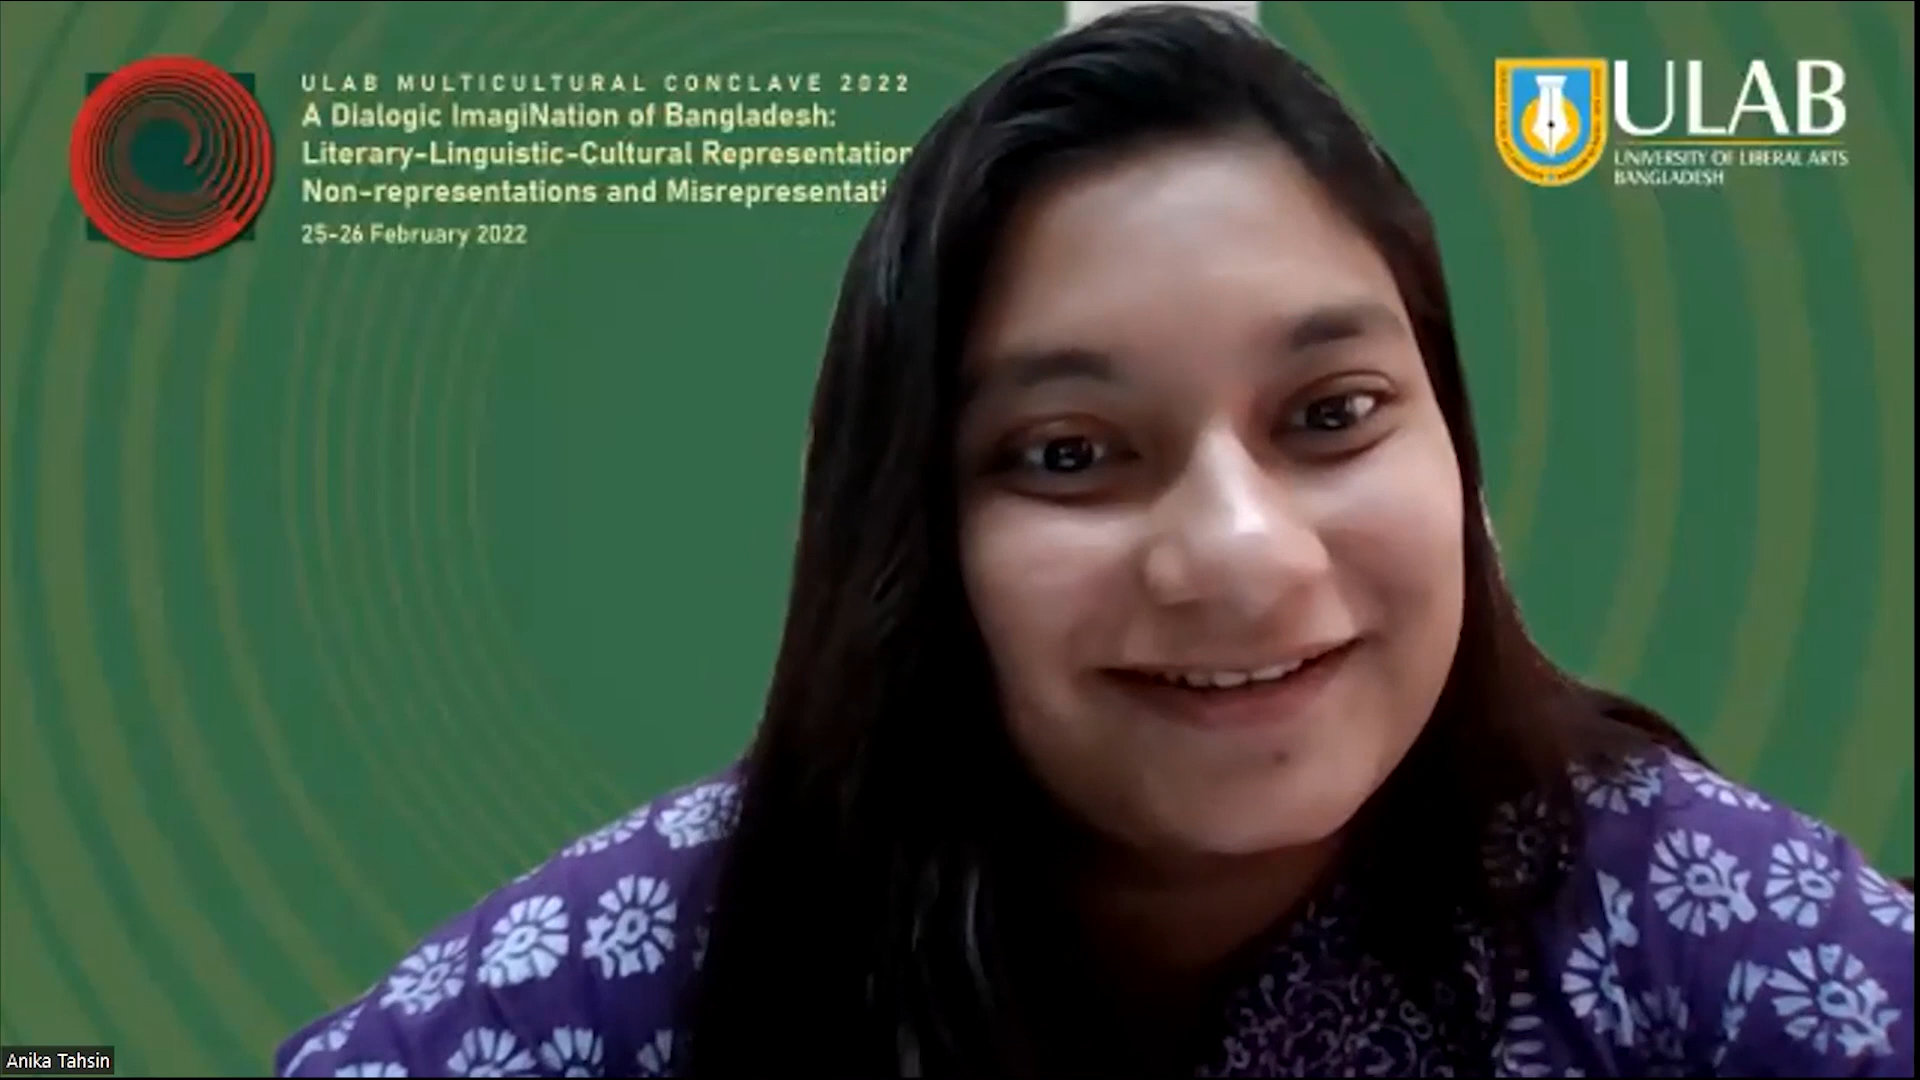 ULAB MULTICULTURAL CONCLAVE 2022
A Dialogic ImagiNation of Bangladesh:
Literary-Linguistic-Cultural Representation
Non-representations and Misrepresentati
25-26 February 2022
ULAB
UNIVERSITY OF LIBERAL ARTS
BANGLADESH
Anika Tahsin